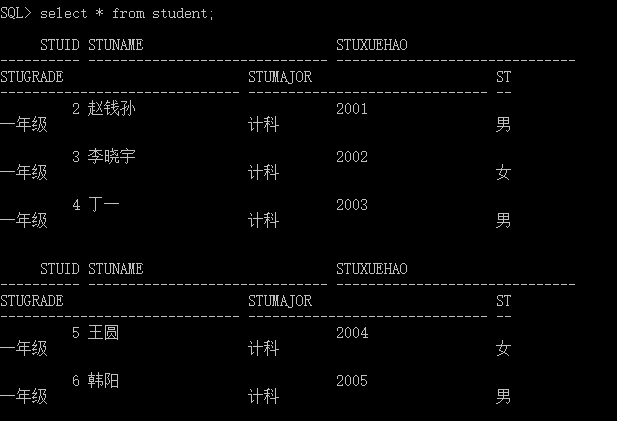 SQL> select * from student;
STUID STUNAME STUXUEHAO
---------- ------------------------------ ------------------------------
STUGRADE STUMAJOR ST
------------------------------ ------------------------------ --
2 赵钱孙 2001
一年级 计科 男
3 李晓宇 2002
一年级 计科 女
4 丁一 2003
一年级 计科 男
STUID STUNAME STUXUEHAO
---------- ------------------------------ ------------------------------
STUGRADE STUMAJOR ST
------------------------------ ------------------------------ --
5 王圆 2004
一年级 计科 女
6 韩阳 2005
一年级 计科 男